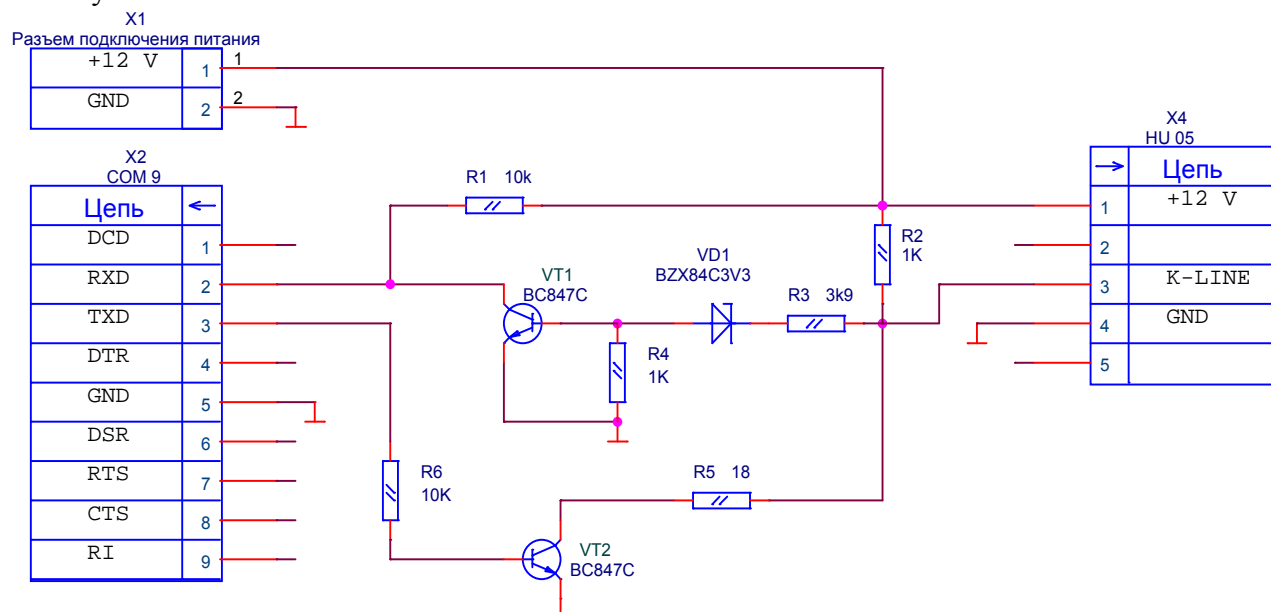 X1
Разъем подключения питания
+12 V 1 1
GND 2 2
X2
COM 9
Цепь
DCD 1
RXD 2
TXD 3
DTR 4
GND 5
DSR 6
RTS 7
CTS 8
RI 9
R1 10k
VT1
BC847C
VD1
BZX84C3V3
R2
1K
R3 3k9
R4
1K
R6
10K
R5 18
VT2
BC847C
X4
HU 05
Цепь
1 +12 V
2
3 K-LINE
4 GND
5